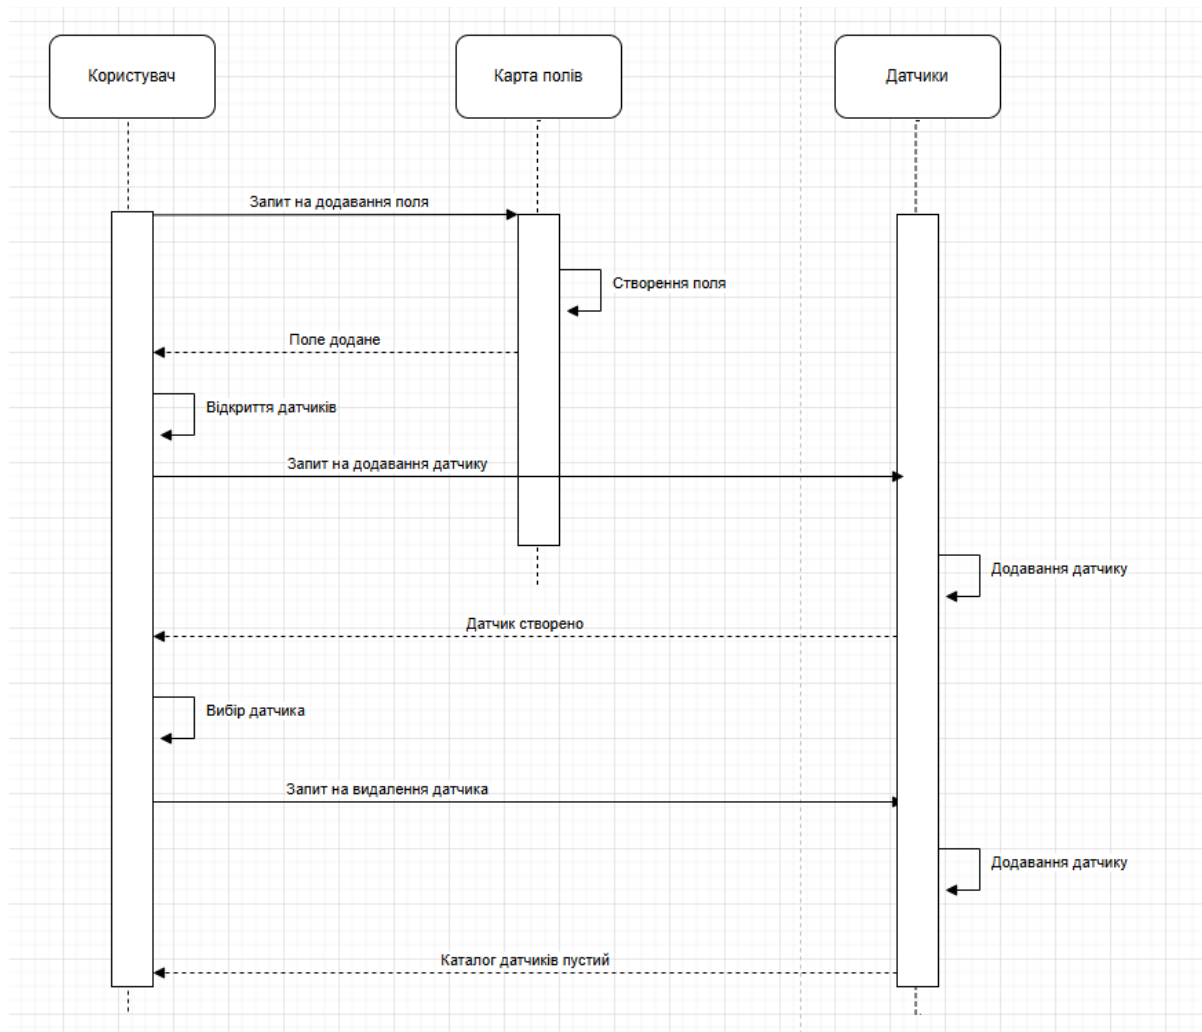 Користувач
Карта полів
Датчики
Запит на додавання поля
Створення поля
Поле додане
Відкриття датчиків
Запит на додавання датчику
Додавання датчику
Датчик створено
Вибір датчика
Запит на видалення датчика
Додавання датчику
Каталог датчиків пустий